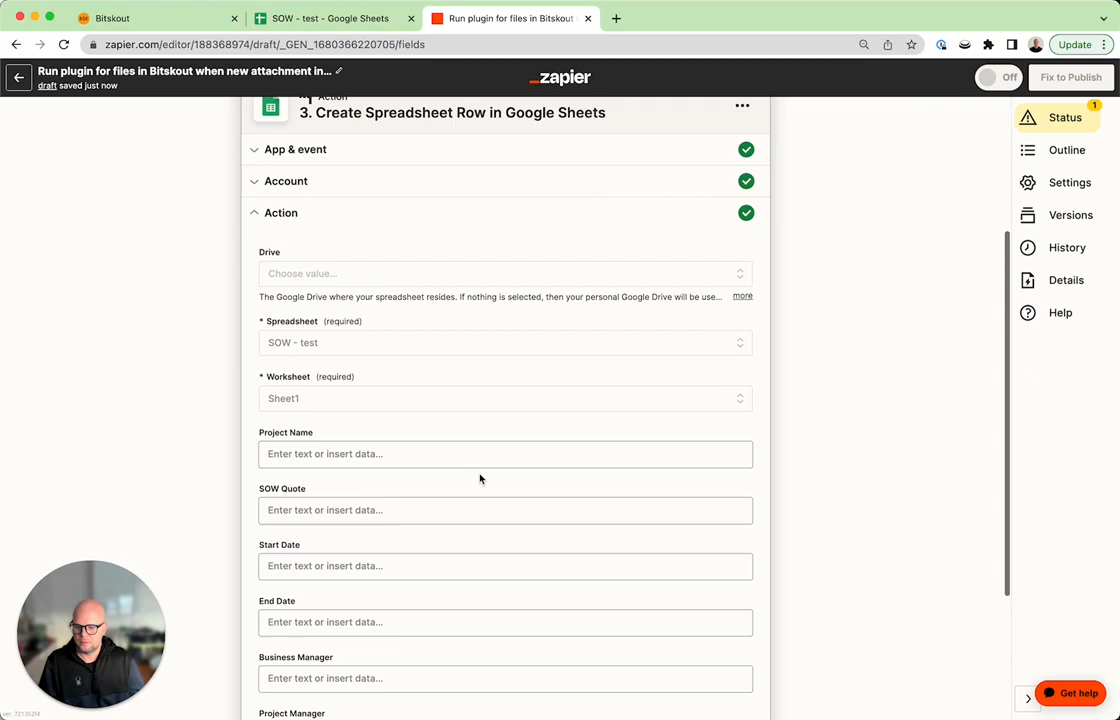 Bitskout
SOW - test - Google Sheets
Run plugin for files in Bitskout
zapier.com/editor/188368974/draft/_GEN_1680366220705/fields
Update
Run plugin for files in Bitskout when new attachment in...
draft saved just now
_zapier
Off
Fix to Publish
Action
3. Create Spreadsheet Row in Google Sheets
App & event
Account
Action
Drive
Choose value...
The Google Drive where your spreadsheet resides. If nothing is selected, then your personal Google Drive will be use... more
* Spreadsheet (required)
SOW - test
* Worksheet (required)
Sheet1
Project Name
Enter text or insert data...
SOW Quote
Enter text or insert data...
Start Date
Enter text or insert data...
End Date
Enter text or insert data...
Business Manager
Enter text or insert data...
Project Manager
1
Status
Outline
Settings
Versions
History
Details
Help
Get help
ver. 721352f4